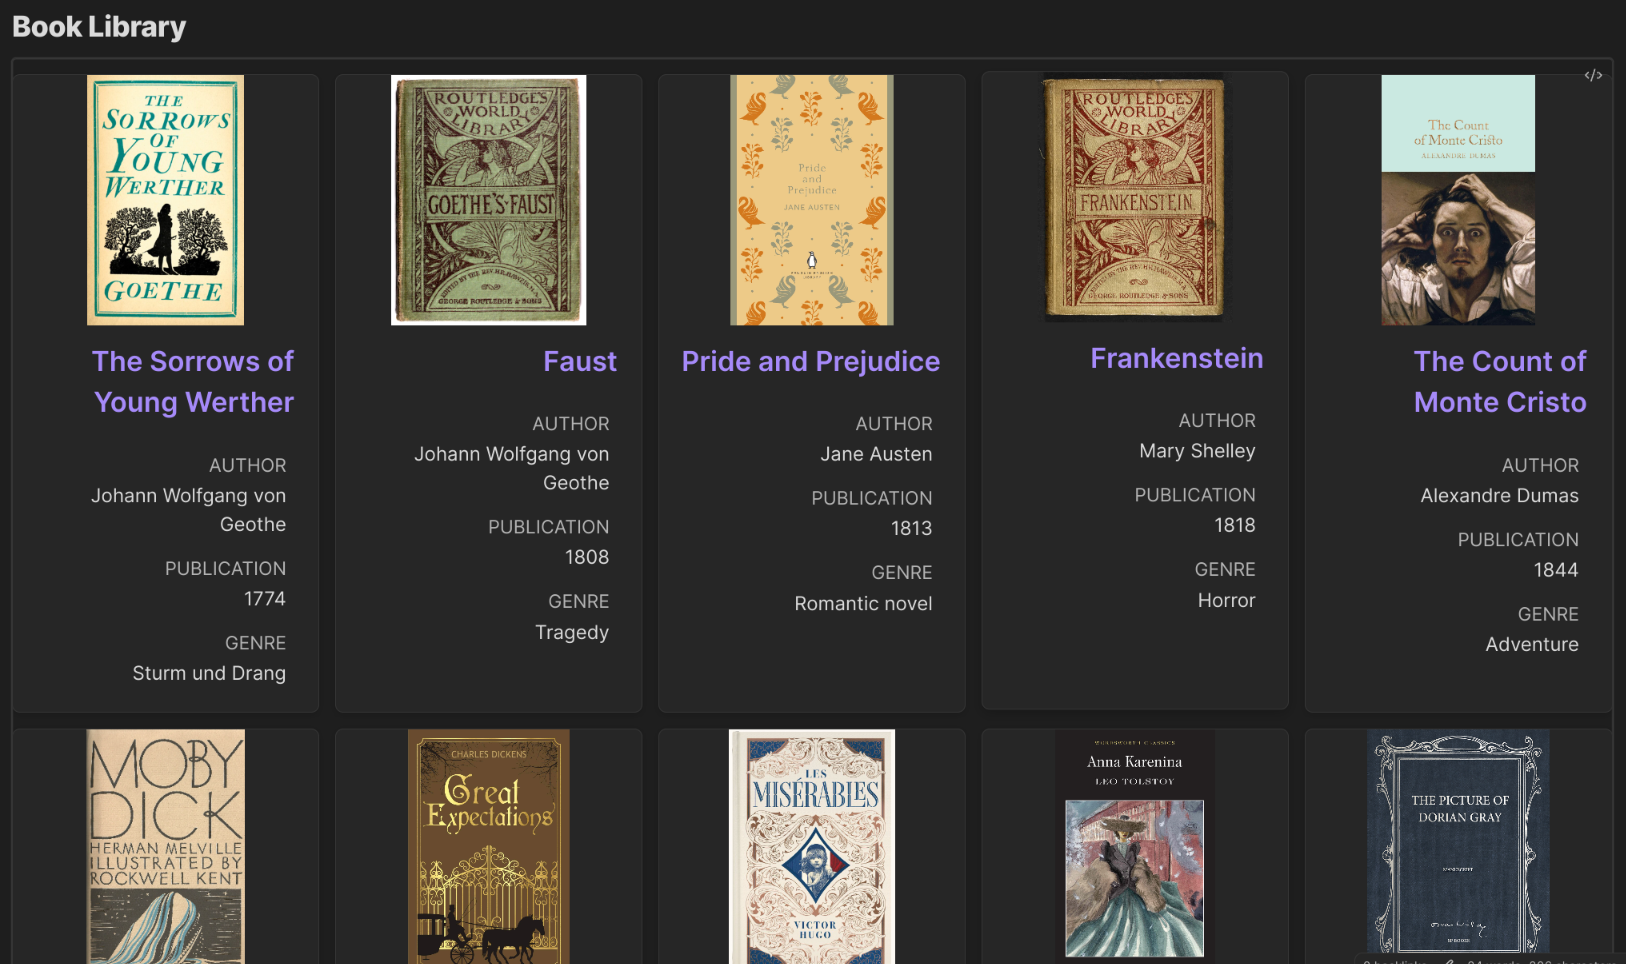 Book Library
</>
THE
SORROWS
OF
YOUNG
WERTHER
GOETHE
The Sorrows of
Young Werther
AUTHOR
Johann Wolfgang von
Geothe
PUBLICATION
1774
GENRE
Sturm und Drang
ROUTLEDGE'S
WORLD
LIBRARY
GOETHE'S·FAUST
EDITED BY THE REV. H.R. HAWEIS, M.A.
GEORGE ROUTLEDGE & SONS
Faust
AUTHOR
Johann Wolfgang von
Geothe
PUBLICATION
1808
GENRE
Tragedy
Pride
and
Prejudice
JANE AUSTEN
Pride and Prejudice
AUTHOR
Jane Austen
PUBLICATION
1813
GENRE
Romantic novel
ROUTLEDGE'S
WORLD
LIBRARY
FRANKENSTEIN.
GEORGE ROUTLEDGE & SONS
Frankenstein
AUTHOR
Mary Shelley
PUBLICATION
1818
GENRE
Horror
The Count
of Monte Cristo
ALEXANDRE DUMAS
The Count of
Monte Cristo
AUTHOR
Alexandre Dumas
PUBLICATION
1844
GENRE
Adventure
MOBY
DICK
HERMAN MELVILLE
ILLUSTRATED BY
ROCKWELL KENT
CHARLES DICKENS
Great
Expectations
LES
MISÉRABLES
VICTOR
HUGO
WORDSWORTH CLASSICS
Anna Karenina
LEO TOLSTOY
THE PICTURE OF
DORIAN GRAY